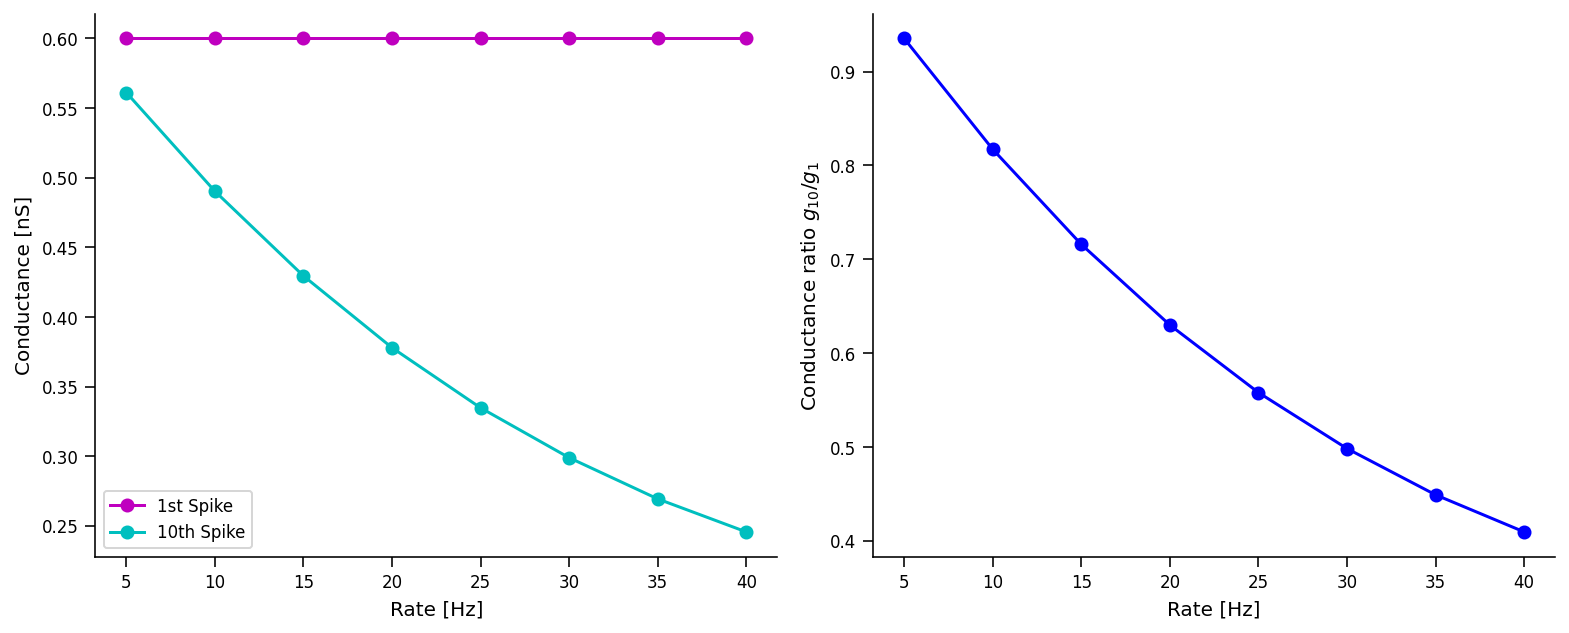 Conductance [nS]
0.60
0.55
0.50
0.45
0.40
0.35
0.30
0.25
1st Spike
10th Spike
5 10 15 20 25 30 35 40
Rate [Hz]
Conductance ratio g10/g1
0.9
0.8
0.7
0.6
0.5
0.4
5 10 15 20 25 30 35 40
Rate [Hz]